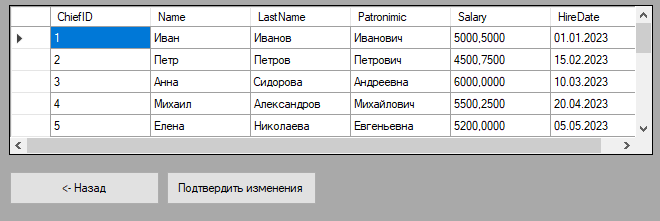 ChiefID Name LastName Patronimic Salary HireDate
1 Иван Иванов Иванович 5000,5000 01.01.2023
2 Петр Петров Петрович 4500,7500 15.02.2023
3 Анна Сидорова Андреевна 6000,0000 10.03.2023
4 Михаил Александров Михайлович 5500,2500 20.04.2023
5 Елена Николаева Евгеньевна 5200,0000 05.05.2023
<- Назад Подтвердить изменения